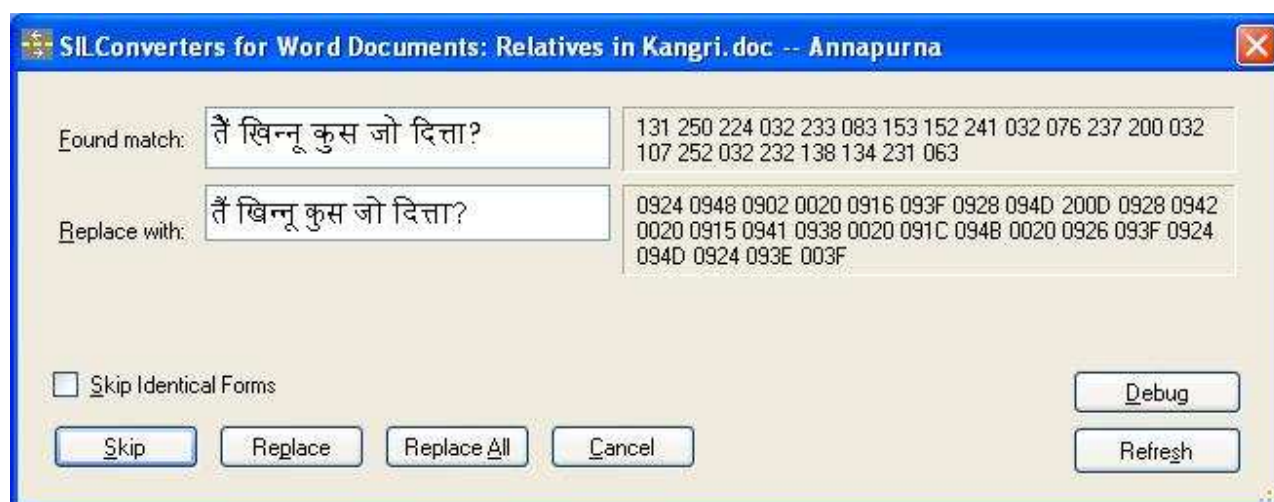 SILConverters for Word Documents: Relatives in Kangri.doc -- Annapurna
Found match:
तैं खिन्नू कुस जो दित्ता?
131 250 224 032 233 083 153 152 241 032 076 237 200 032
107 252 032 232 138 134 231 063
Replace with:
तैं खिन्‍नू कुस जो दित्ता?
0924 0948 0902 0020 0916 093F 0928 094D 200D 0928 0942
0020 0915 0941 0938 0020 091C 094B 0020 0926 093F 0924
094D 0924 093E 003F
Skip Identical Forms
Debug
Skip Replace Replace All Cancel
Refresh